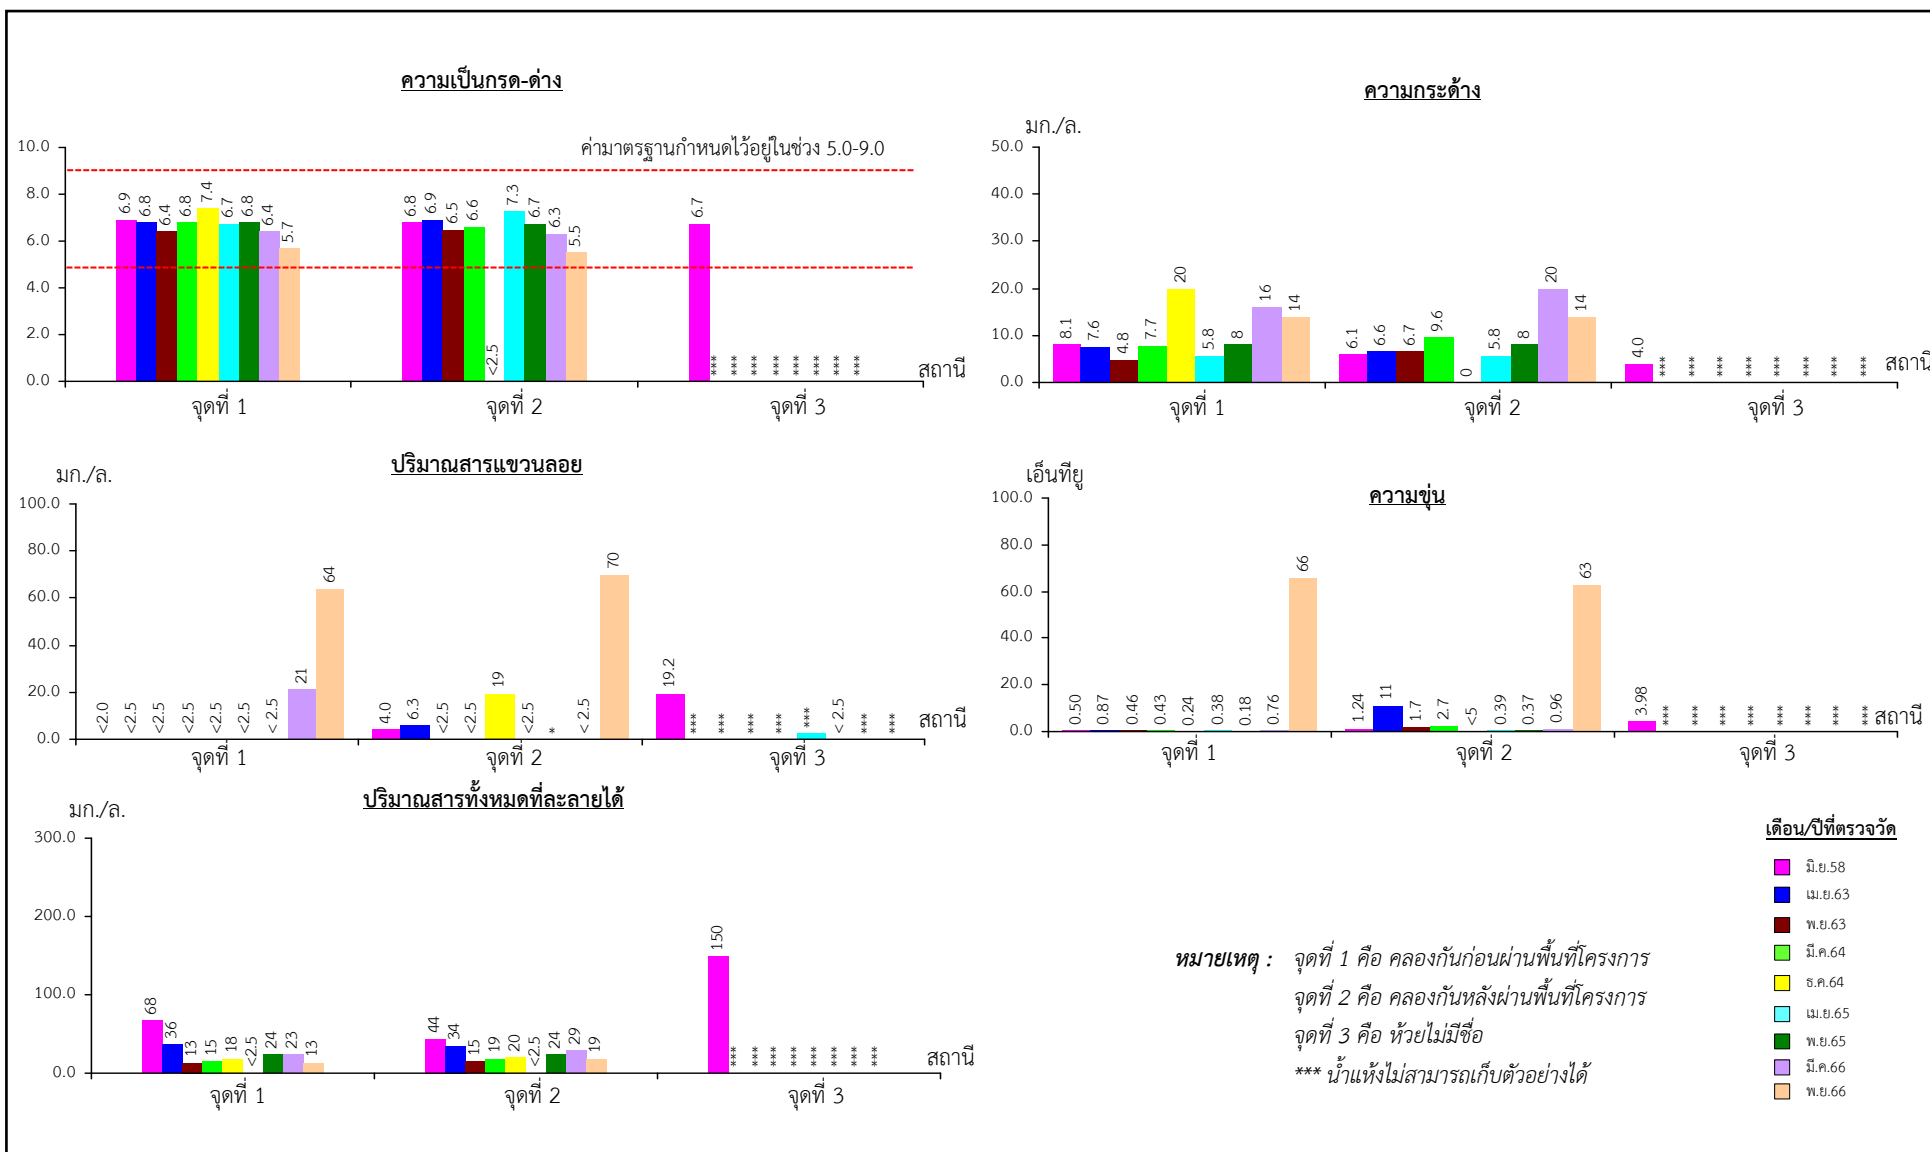 ความเป็นกรด-ด่าง
ค่ามาตรฐานกำหนดไว้อยู่ในช่วง 5.0-9.0
10.0
8.0
6.0
4.0
2.0
0.0
6.9 6.8 6.4 6.8 7.4 6.7 6.8 6.4 5.7
6.8 6.9 6.5 6.6 <2.5 7.3 6.7 6.3 5.5
6.7 *** *** *** *** *** *** *** ***
สถานี
จุดที่ 1 จุดที่ 2 จุดที่ 3
ความกระด้าง
มก./ล.
50.0
40.0
30.0
20.0
10.0
0.0
8.1 7.6 4.8 7.7 20 5.8 8 16 14
6.1 6.6 6.7 9.6 0 5.8 8 20 14
4.0 *** *** *** *** *** *** *** ***
สถานี
จุดที่ 1 จุดที่ 2 จุดที่ 3
ปริมาณสารแขวนลอย
มก./ล.
100.0
80.0
60.0
40.0
20.0
0.0
<2.0 <2.5 <2.5 <2.5 <2.5 <2.5 < 2.5 21 64
4.0 6.3 <2.5 <2.5 19 <2.5 * < 2.5 70
19.2 *** *** *** *** *** < 2.5 *** ***
สถานี
จุดที่ 1 จุดที่ 2 จุดที่ 3
ความขุ่น
เอ็นทียู
100.0
80.0
60.0
40.0
20.0
0.0
0.50 0.87 0.46 0.43 0.24 0.38 0.18 0.76 66
1.24 11 1.7 2.7 <5 0.39 0.37 0.96 63
3.98 *** *** *** *** *** *** *** ***
สถานี
จุดที่ 1 จุดที่ 2 จุดที่ 3
ปริมาณสารทั้งหมดที่ละลายได้
มก./ล.
300.0
200.0
100.0
0.0
68 36 13 15 18 <2.5 24 23 13
44 34 15 19 20 <2.5 24 29 19
150 *** *** *** *** *** *** *** ***
สถานี
จุดที่ 1 จุดที่ 2 จุดที่ 3
หมายเหตุ : จุดที่ 1 คือ คลองกันก่อนผ่านพื้นที่โครงการ
จุดที่ 2 คือ คลองกันหลังผ่านพื้นที่โครงการ
จุดที่ 3 คือ ห้วยไม่มีชื่อ
*** น้ำแห้งไม่สามารถเก็บตัวอย่างได้
เดือน/ปีที่ตรวจวัด
มิ.ย.58
เม.ย.63
พ.ย.63
มี.ค.64
ธ.ค.64
เม.ย.65
พ.ย.65
มี.ค.66
พ.ย.66